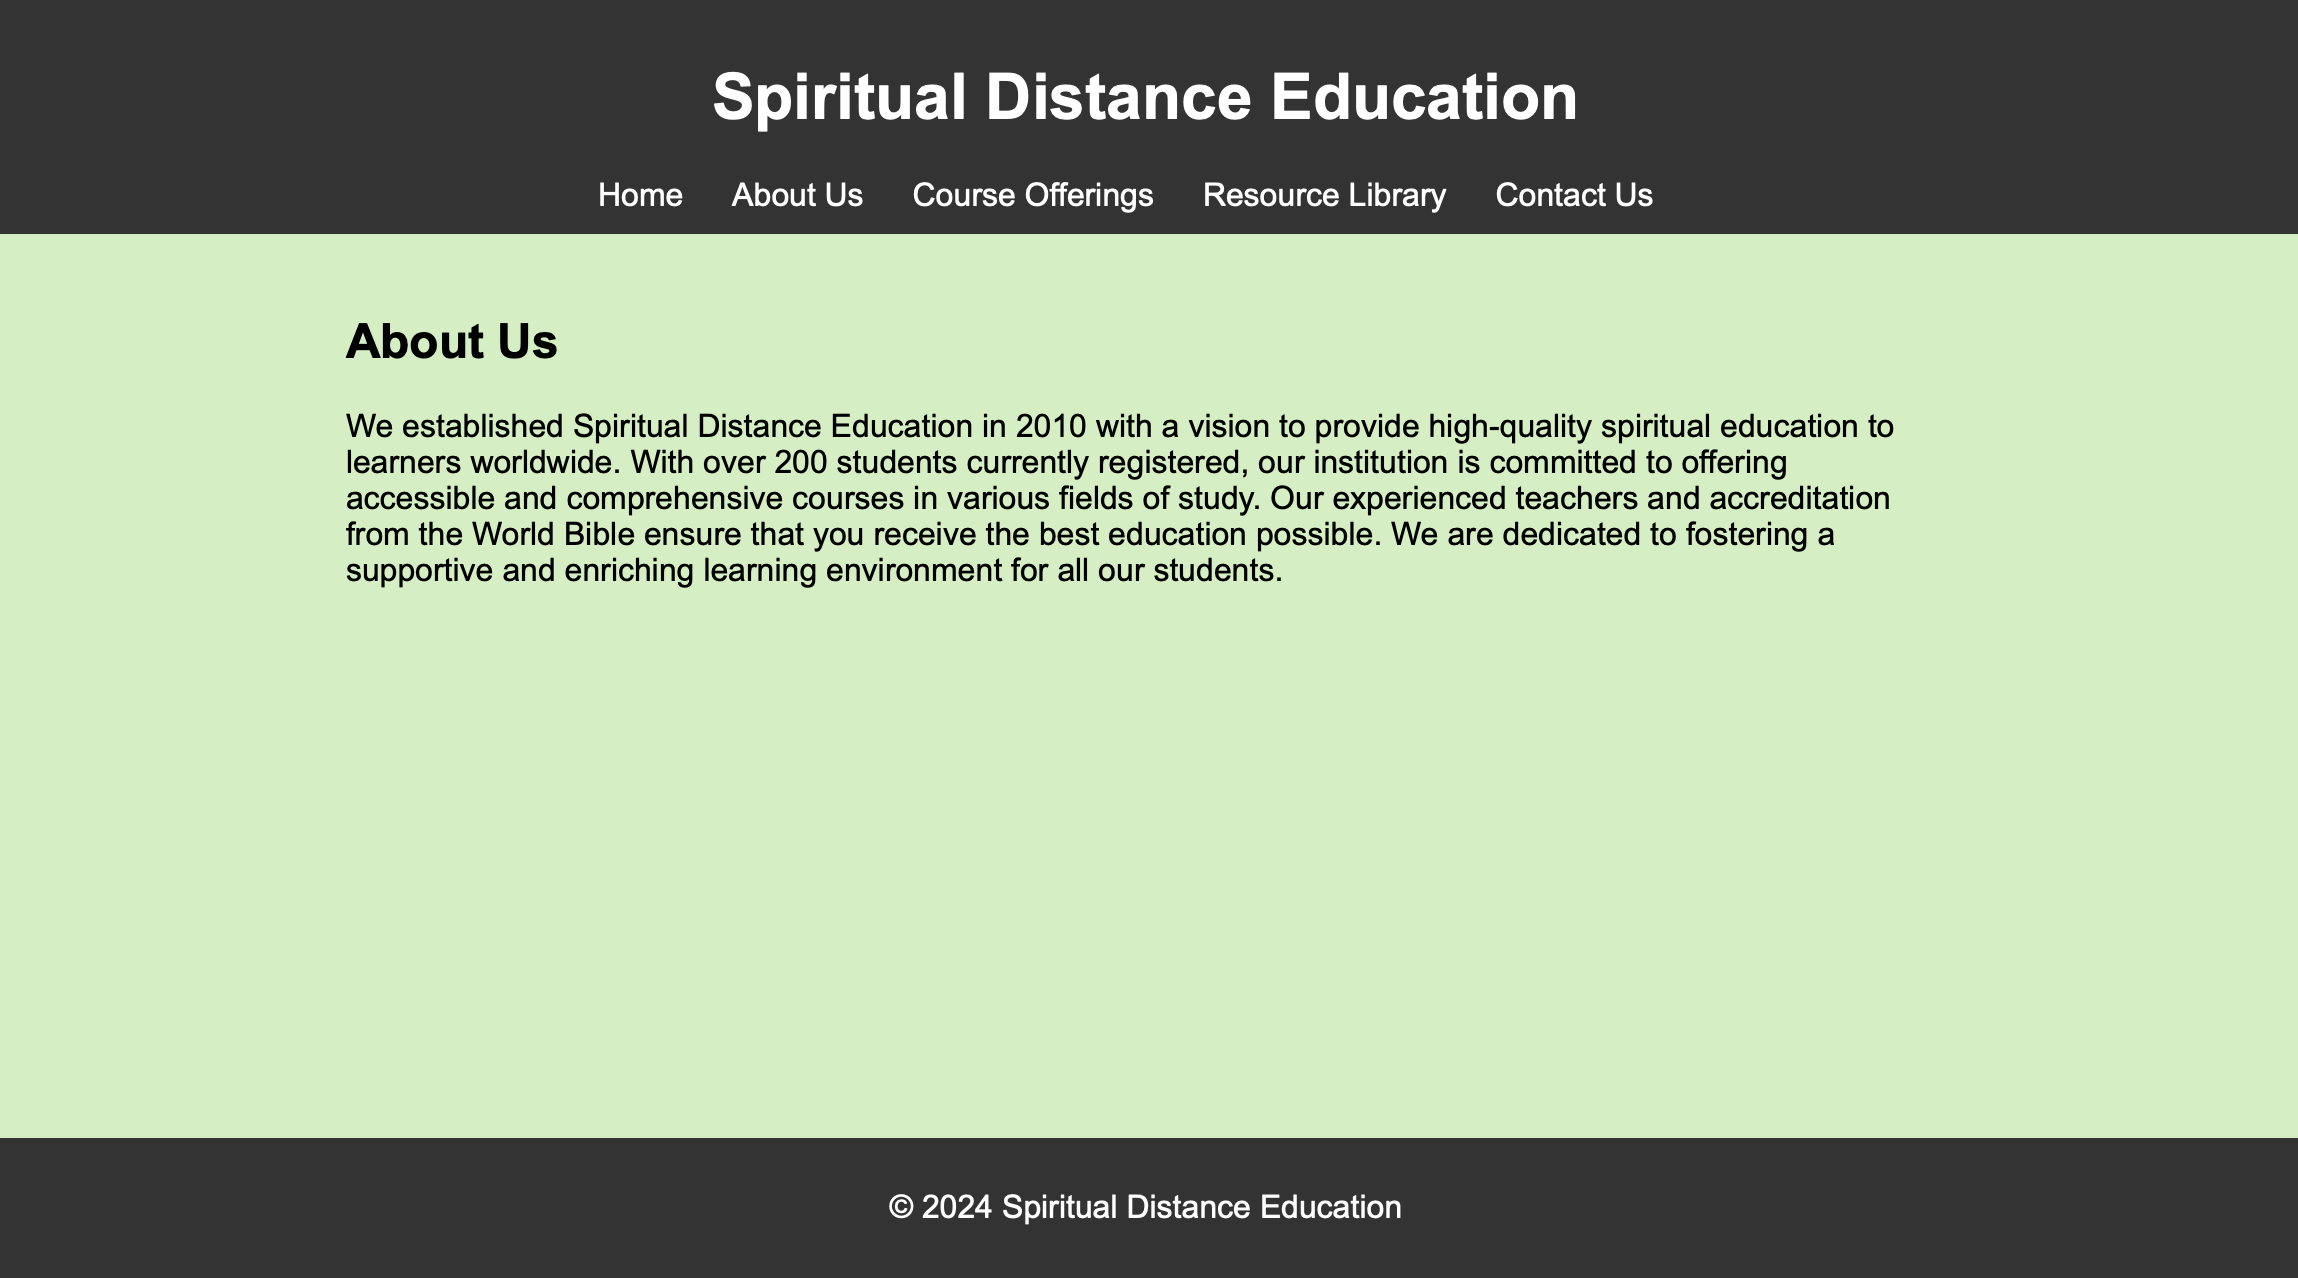 Spiritual Distance Education
Home About Us Course Offerings Resource Library Contact Us
About Us
We established Spiritual Distance Education in 2010 with a vision to provide high-quality spiritual education to
learners worldwide. With over 200 students currently registered, our institution is committed to offering
accessible and comprehensive courses in various fields of study. Our experienced teachers and accreditation
from the World Bible ensure that you receive the best education possible. We are dedicated to fostering a
supportive and enriching learning environment for all our students.
© 2024 Spiritual Distance Education